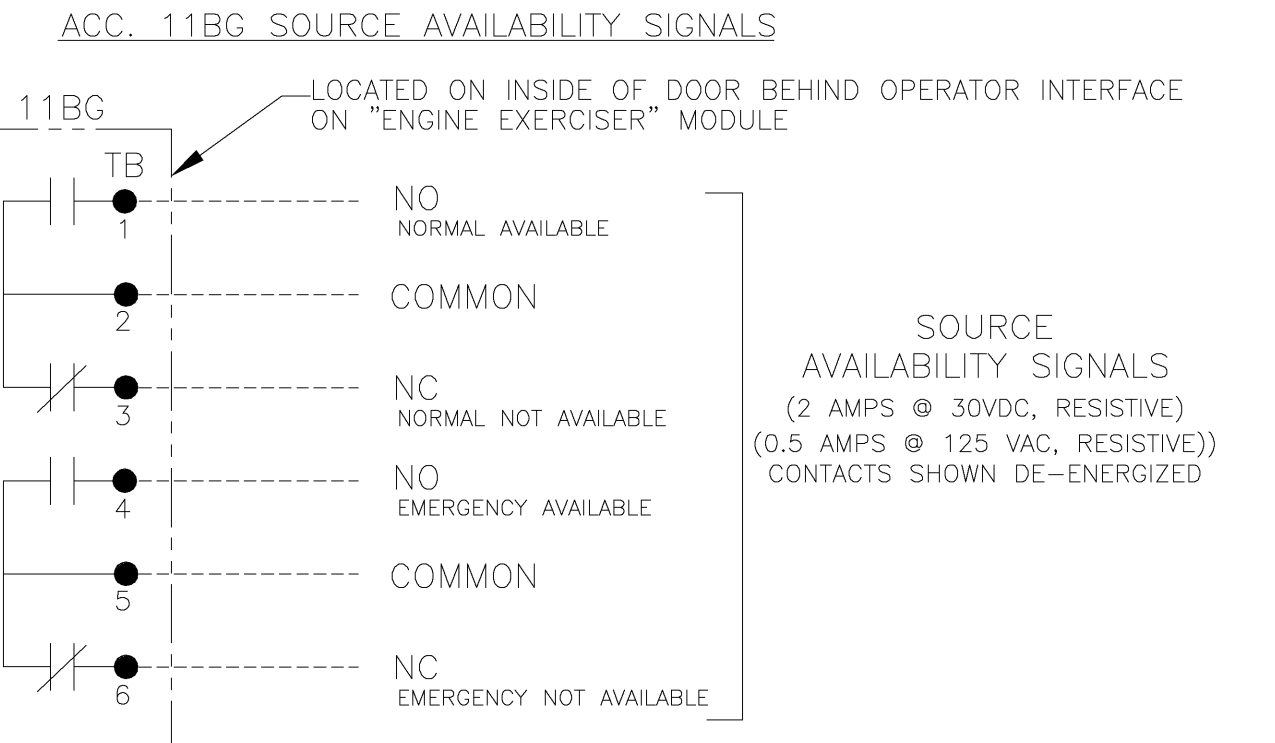 ACC. 11BG SOURCE AVAILABILITY SIGNALS
LOCATED ON INSIDE OF DOOR BEHIND OPERATOR INTERFACE
ON "ENGINE EXERCISER" MODULE
11BG
TB
1
NO
NORMAL AVAILABLE
2
COMMON
3
NC
NORMAL NOT AVAILABLE
4
NO
EMERGENCY AVAILABLE
5
COMMON
6
NC
EMERGENCY NOT AVAILABLE
SOURCE
AVAILABILITY SIGNALS
(2 AMPS @ 30VDC, RESISTIVE)
(0.5 AMPS @ 125 VAC, RESISTIVE))
CONTACTS SHOWN DE-ENERGIZED